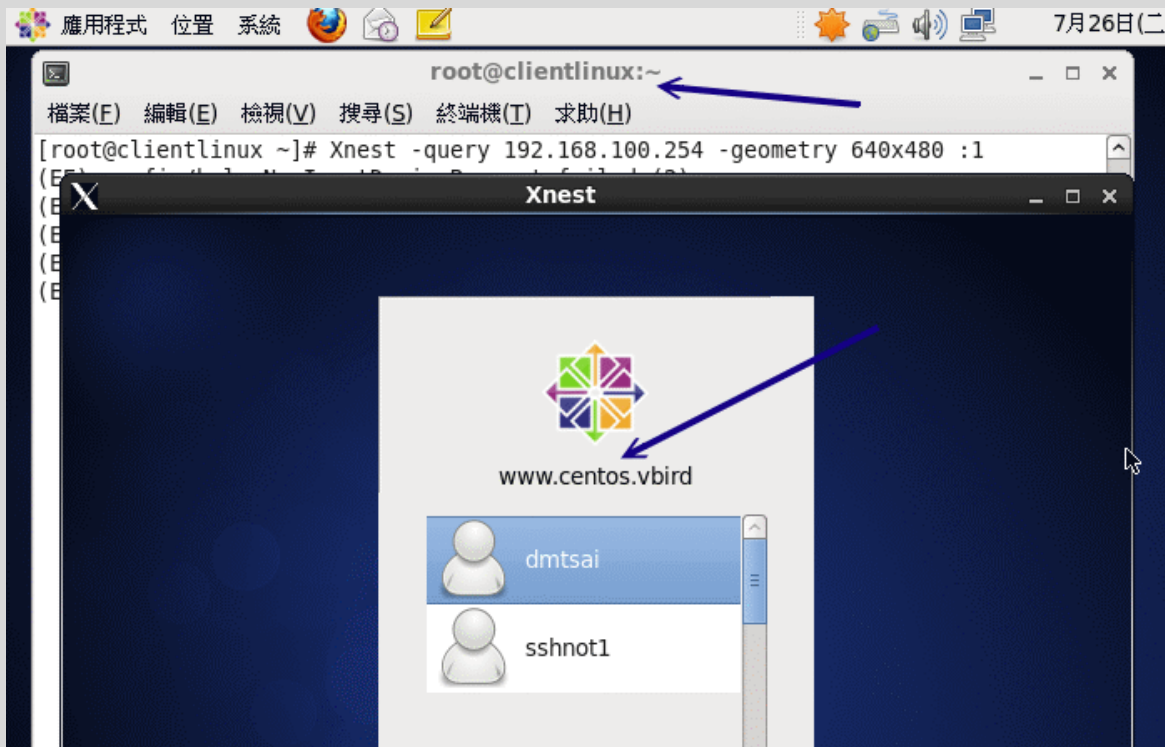 應用程式 位置 系統 7月26日(二
root@clientlinux:~
檔案(F) 編輯(E) 檢視(V) 搜尋(S) 終端機(T) 求助(H)
[root@clientlinux ~]# Xnest -query 192.168.100.254 -geometry 640x480 :1
Xnest
(E
(E
(E
(E
www.centos.vbird
dmtsai
sshnot1